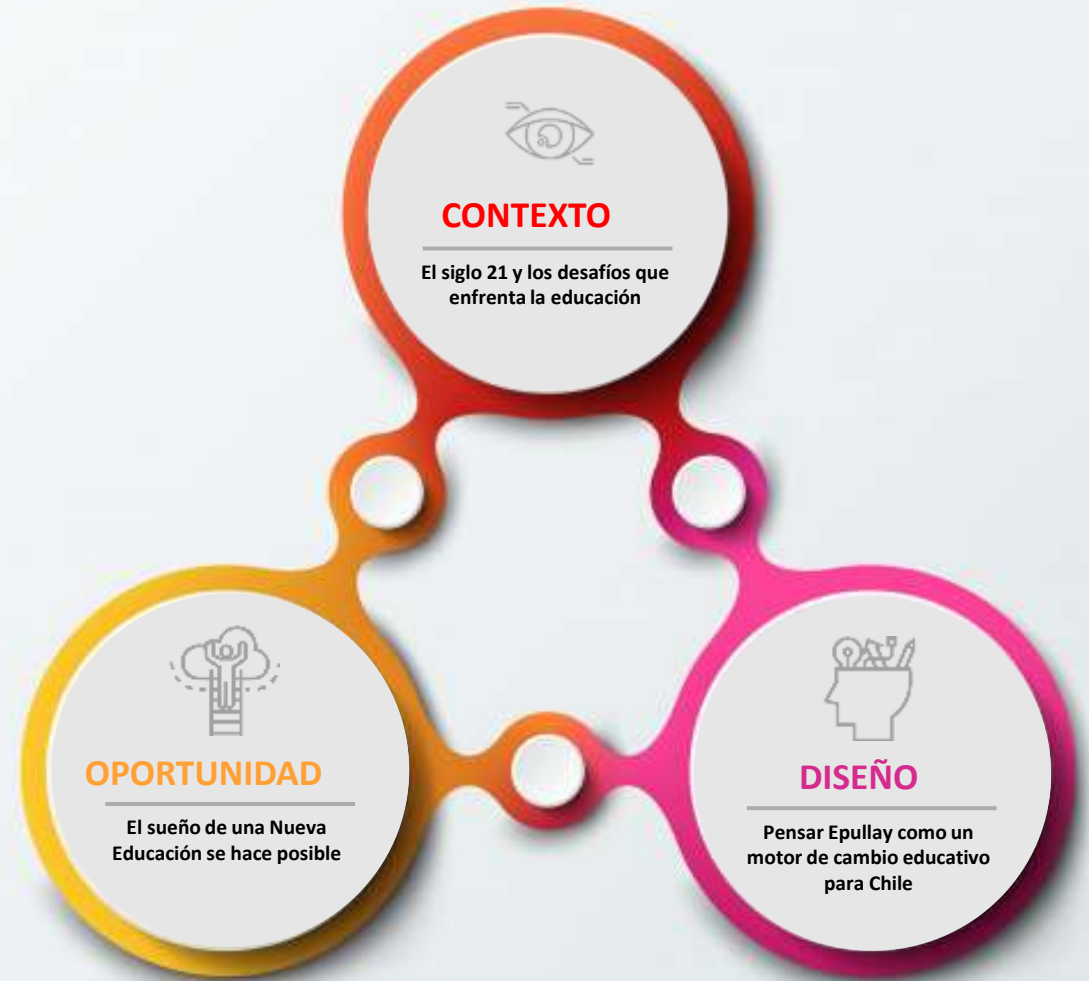 CONTEXTO
El siglo 21 y los desafíos que
enfrenta la educación
OPORTUNIDAD
El sueño de una Nueva
Educación se hace posible
DISEÑO
Pensar Epullay como un
motor de cambio educativo
para Chile